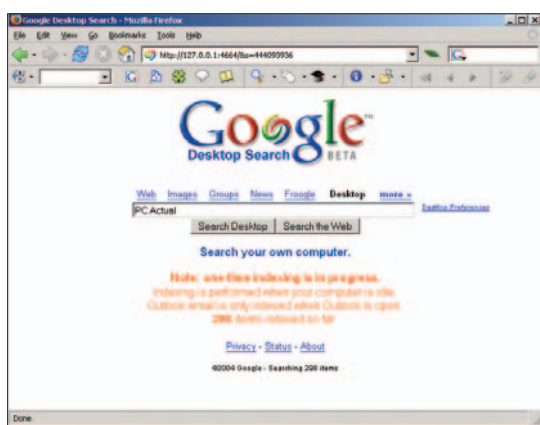 Google Desktop Search - Mozilla Firefox
File Edit View Go Bookmarks Tools Help
http://127.0.0.1:4664/&s=444093936
Google™
Desktop Search BETA
Web Images Groups News Froogle Desktop more »
PC Actual
Desktop Preferences
Search Desktop Search the Web
Search your own computer.
Note: one-time indexing is in progress.
Indexing is performed when your computer is idle.
Outlook email is only indexed when Outlook is open.
298 items indexed so far
Privacy - Status - About
©2004 Google - Searching 298 items
Done